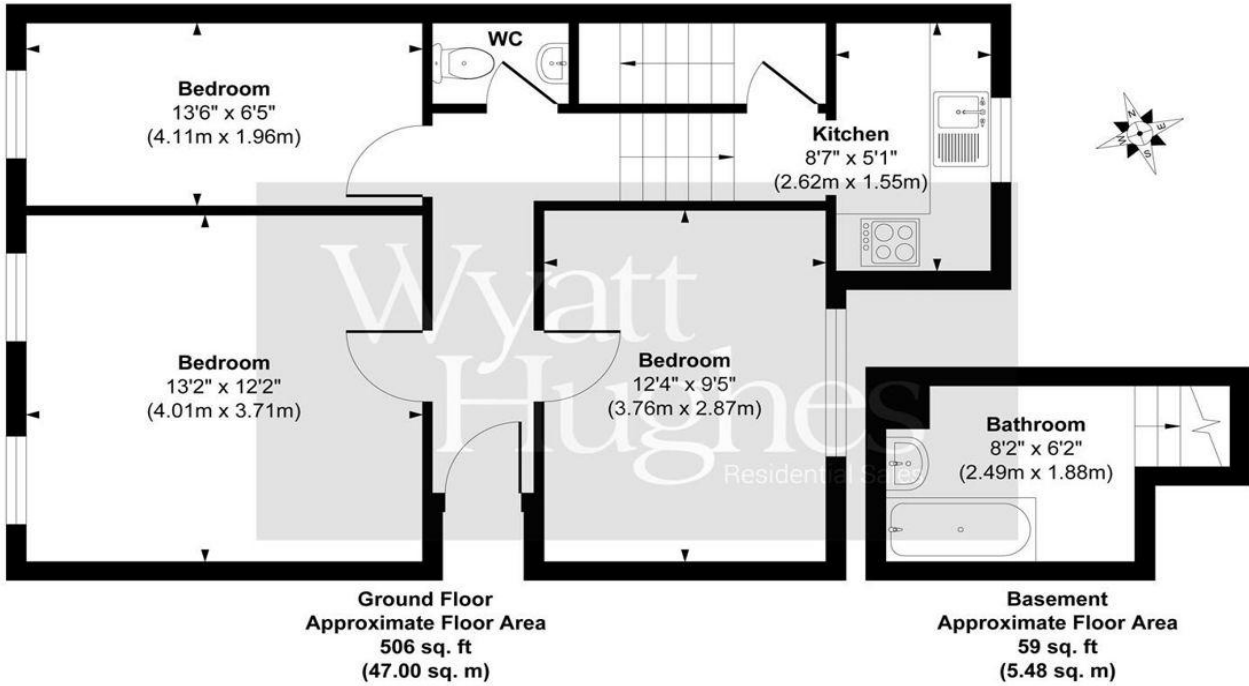 WC
Bedroom
13'6" x 6'5"
(4.11m x 1.96m)
Kitchen
8'7" x 5'1"
(2.62m x 1.55m)
N
E
S
W
Wyatt
Hughes
Residential Sales
Bedroom
13'2" x 12'2"
(4.01m x 3.71m)
Bedroom
12'4" x 9'5"
(3.76m x 2.87m)
Bathroom
8'2" x 6'2"
(2.49m x 1.88m)
Ground Floor
Approximate Floor Area
506 sq. ft
(47.00 sq. m)
Basement
Approximate Floor Area
59 sq. ft
(5.48 sq. m)